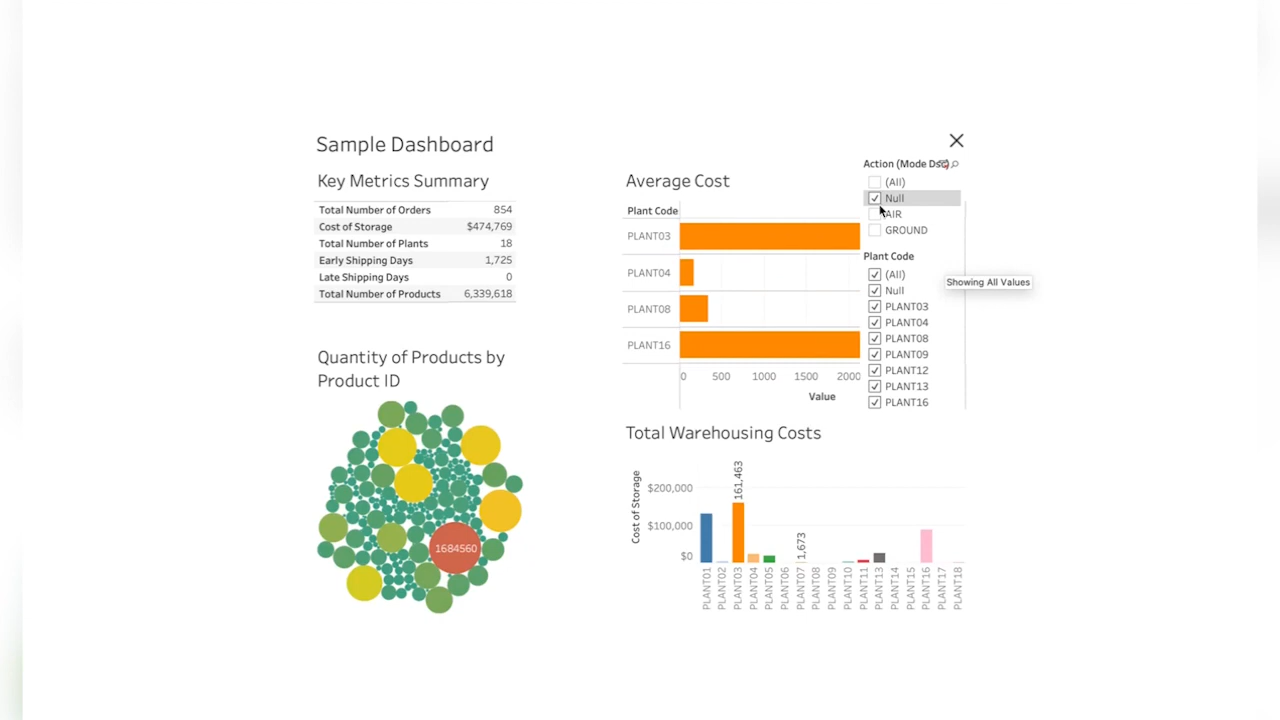 Sample Dashboard
Key Metrics Summary
Total Number of Orders 854
Cost of Storage $474,769
Total Number of Plants 18
Early Shipping Days 1,725
Late Shipping Days 0
Total Number of Products 6,339,618
Quantity of Products by
Product ID
1684560
Average Cost
Plant Code
PLANT03
PLANT04
PLANT08
PLANT16
0 500 1000 1500 2000
Value
Action (Mode Dsc)
(All)
Null
AIR
GROUND
Plant Code
(All)
Null
PLANT03
PLANT04
PLANT08
PLANT09
PLANT12
PLANT13
PLANT16
Showing All Values
Total Warehousing Costs
Cost of Storage
$200,000
$100,000
$0
161,463
1,673
PLANT01
PLANT02
PLANT03
PLANT04
PLANT05
PLANT06
PLANT07
PLANT08
PLANT09
PLANT10
PLANT11
PLANT13
PLANT14
PLANT15
PLANT16
PLANT17
PLANT18